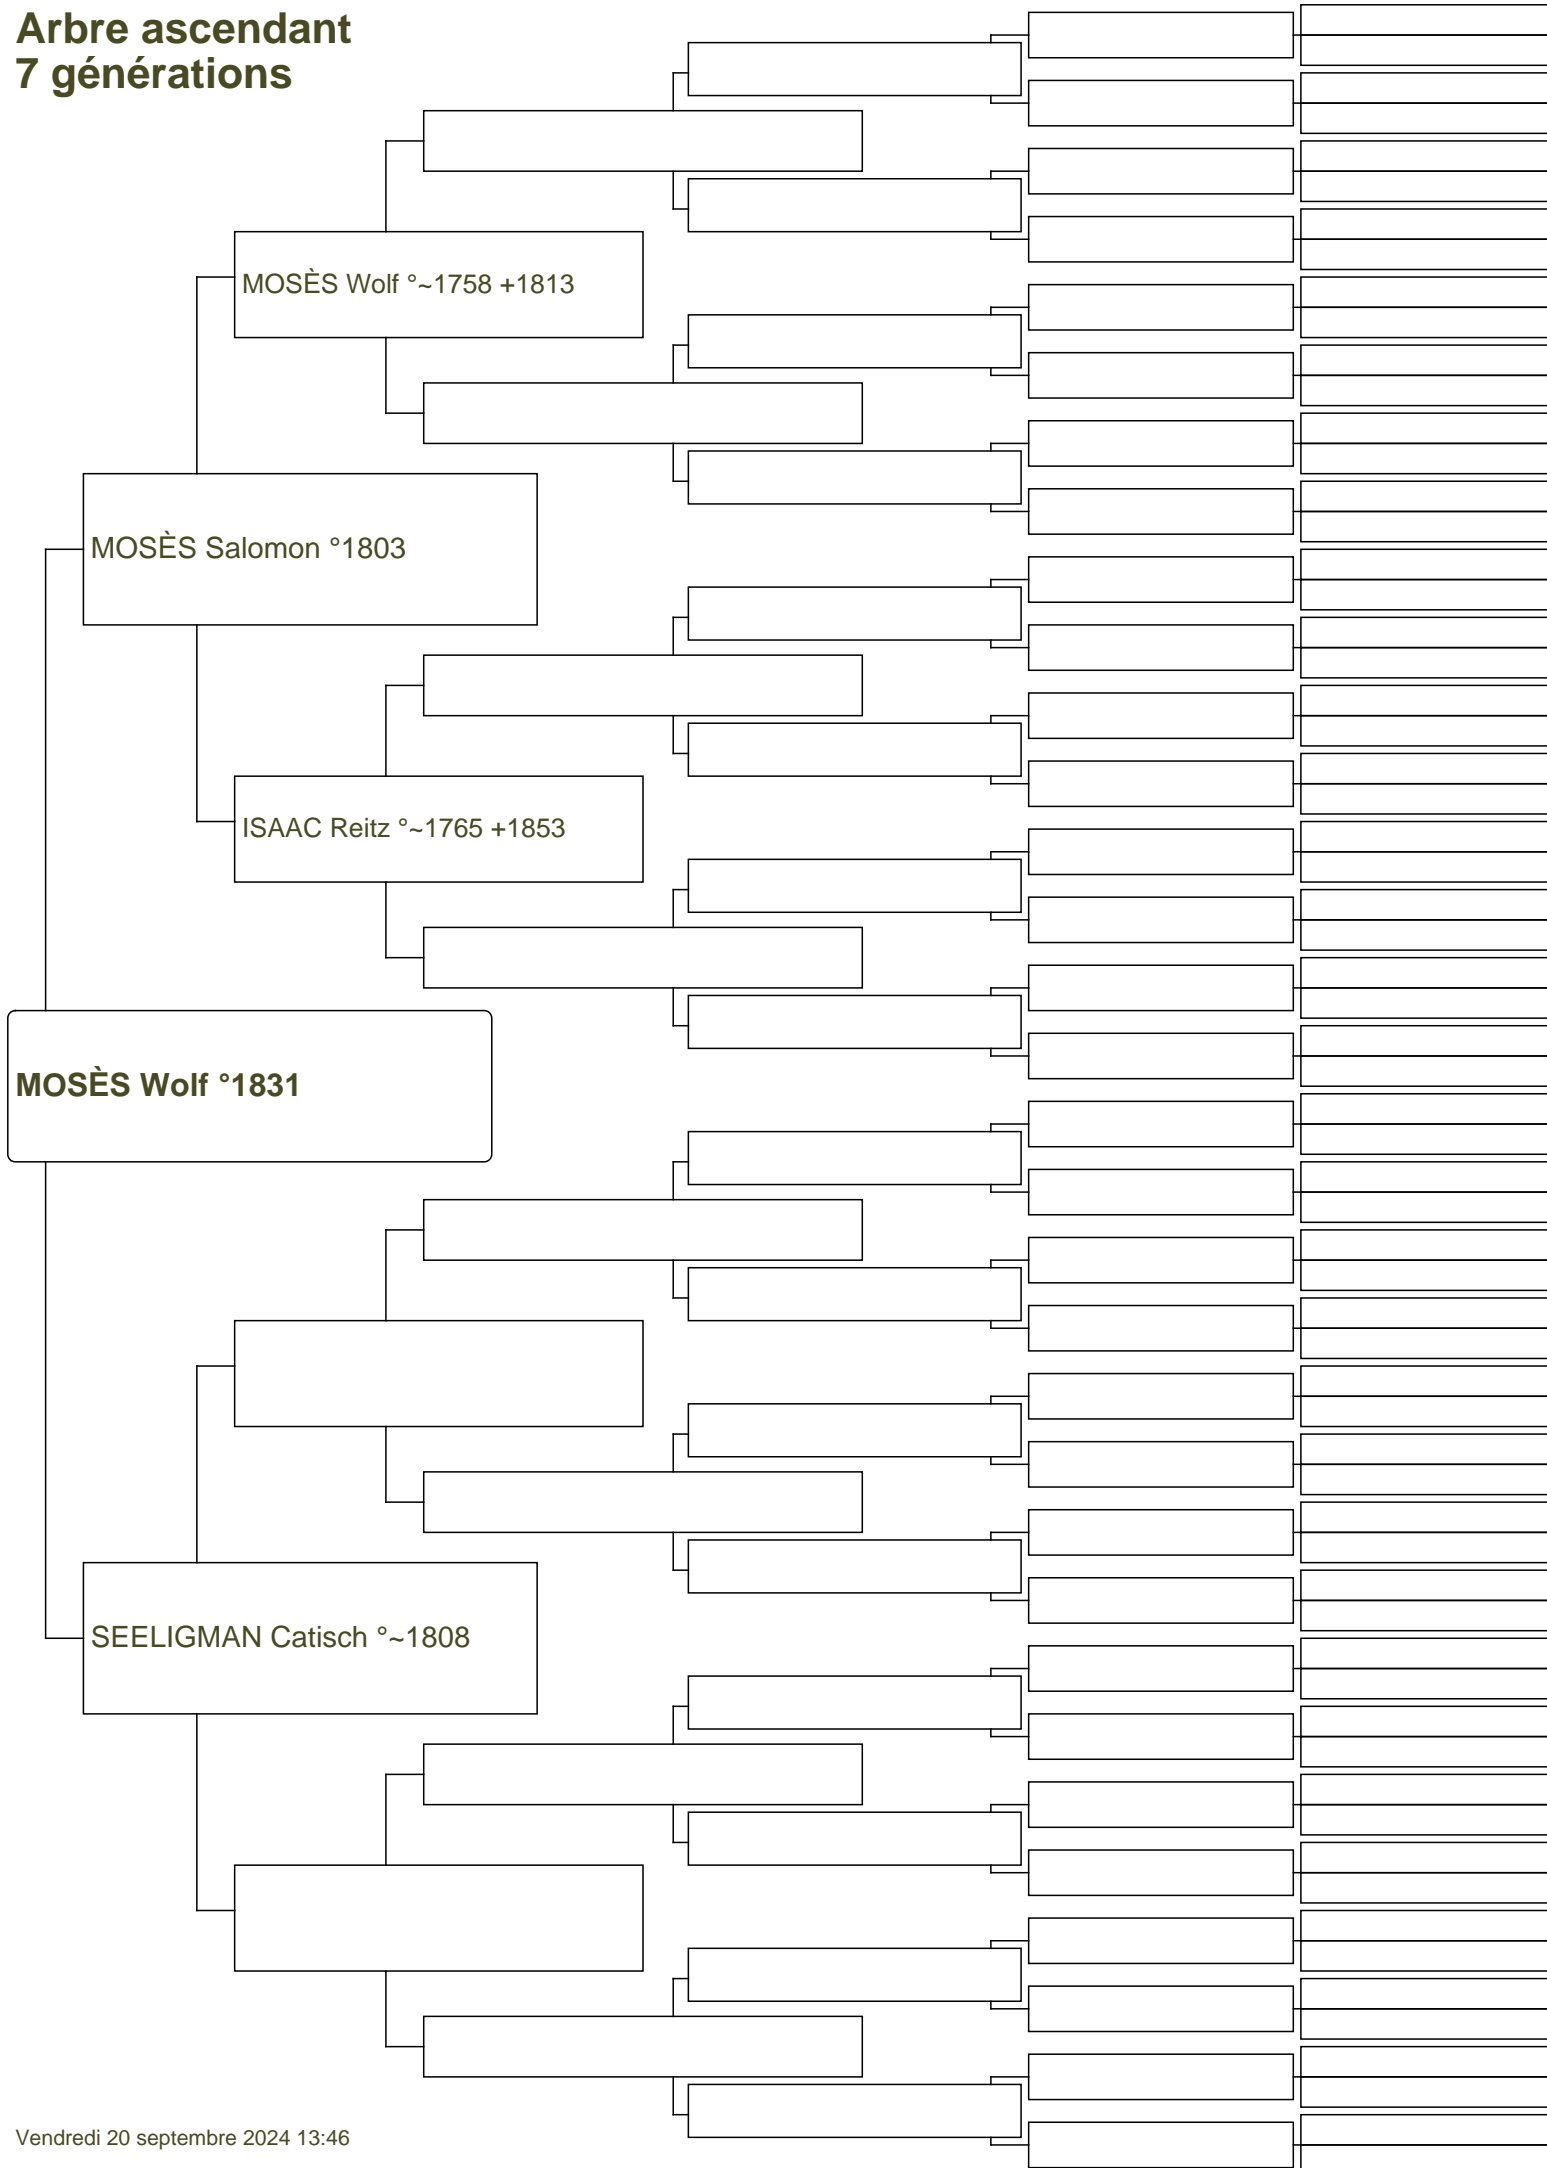 Arbre ascendant
7 générations
MOSÈS Wolf °~1758 +1813
MOSÈS Salomon °1803
ISAAC Reitz °~1765 +1853
MOSÈS Wolf °1831
SEELIGMAN Catisch °~1808
Vendredi 20 septembre 2024 13:46